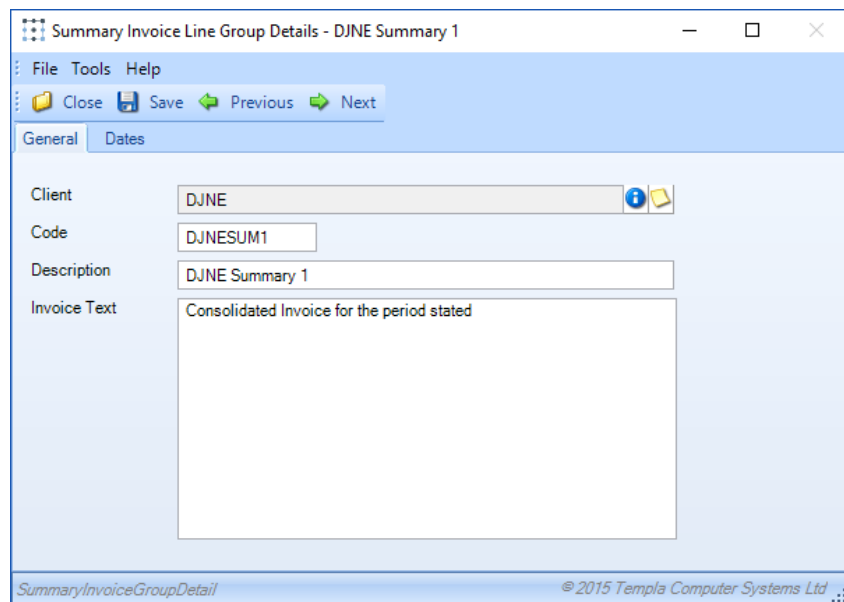 Summary Invoice Line Group Details - DJNE Summary 1
File Tools Help
Close Save Previous Next
General Dates
Client DJNE
Code DJNESUM1
Description DJNE Summary 1
Invoice Text Consolidated Invoice for the period stated
SummaryInvoiceGroupDetail © 2015 Templa Computer Systems Ltd